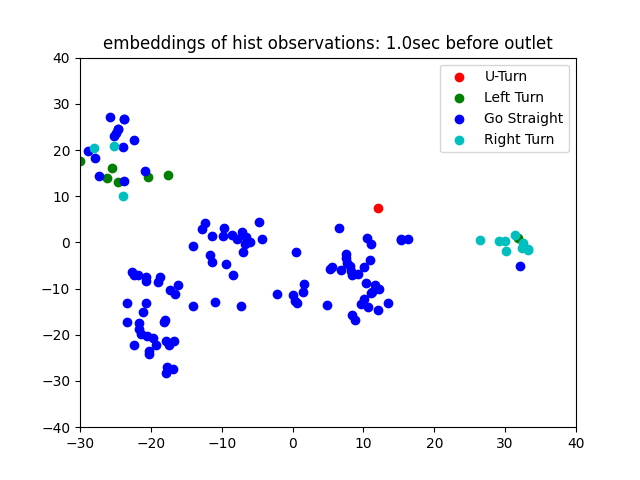 embeddings of hist observations: 1.0sec before outlet
U-Turn
Left Turn
Go Straight
Right Turn
40
30
20
10
0
−10
−20
−30
−40
−30 −20 −10 0 10 20 30 40